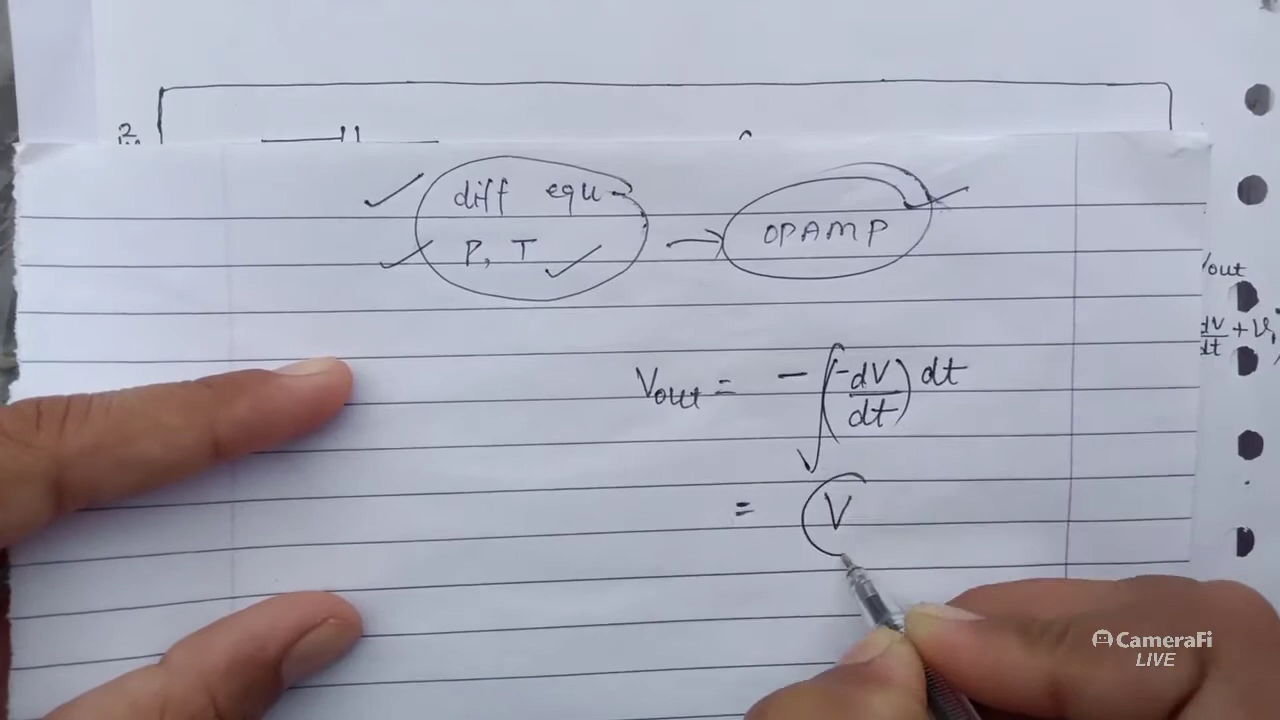 diff equ
P, T → OPAMP
Vout
dV/dt + V
Vout = - ∫(-dV/dt) dt
= V
CameraFi
LIVE